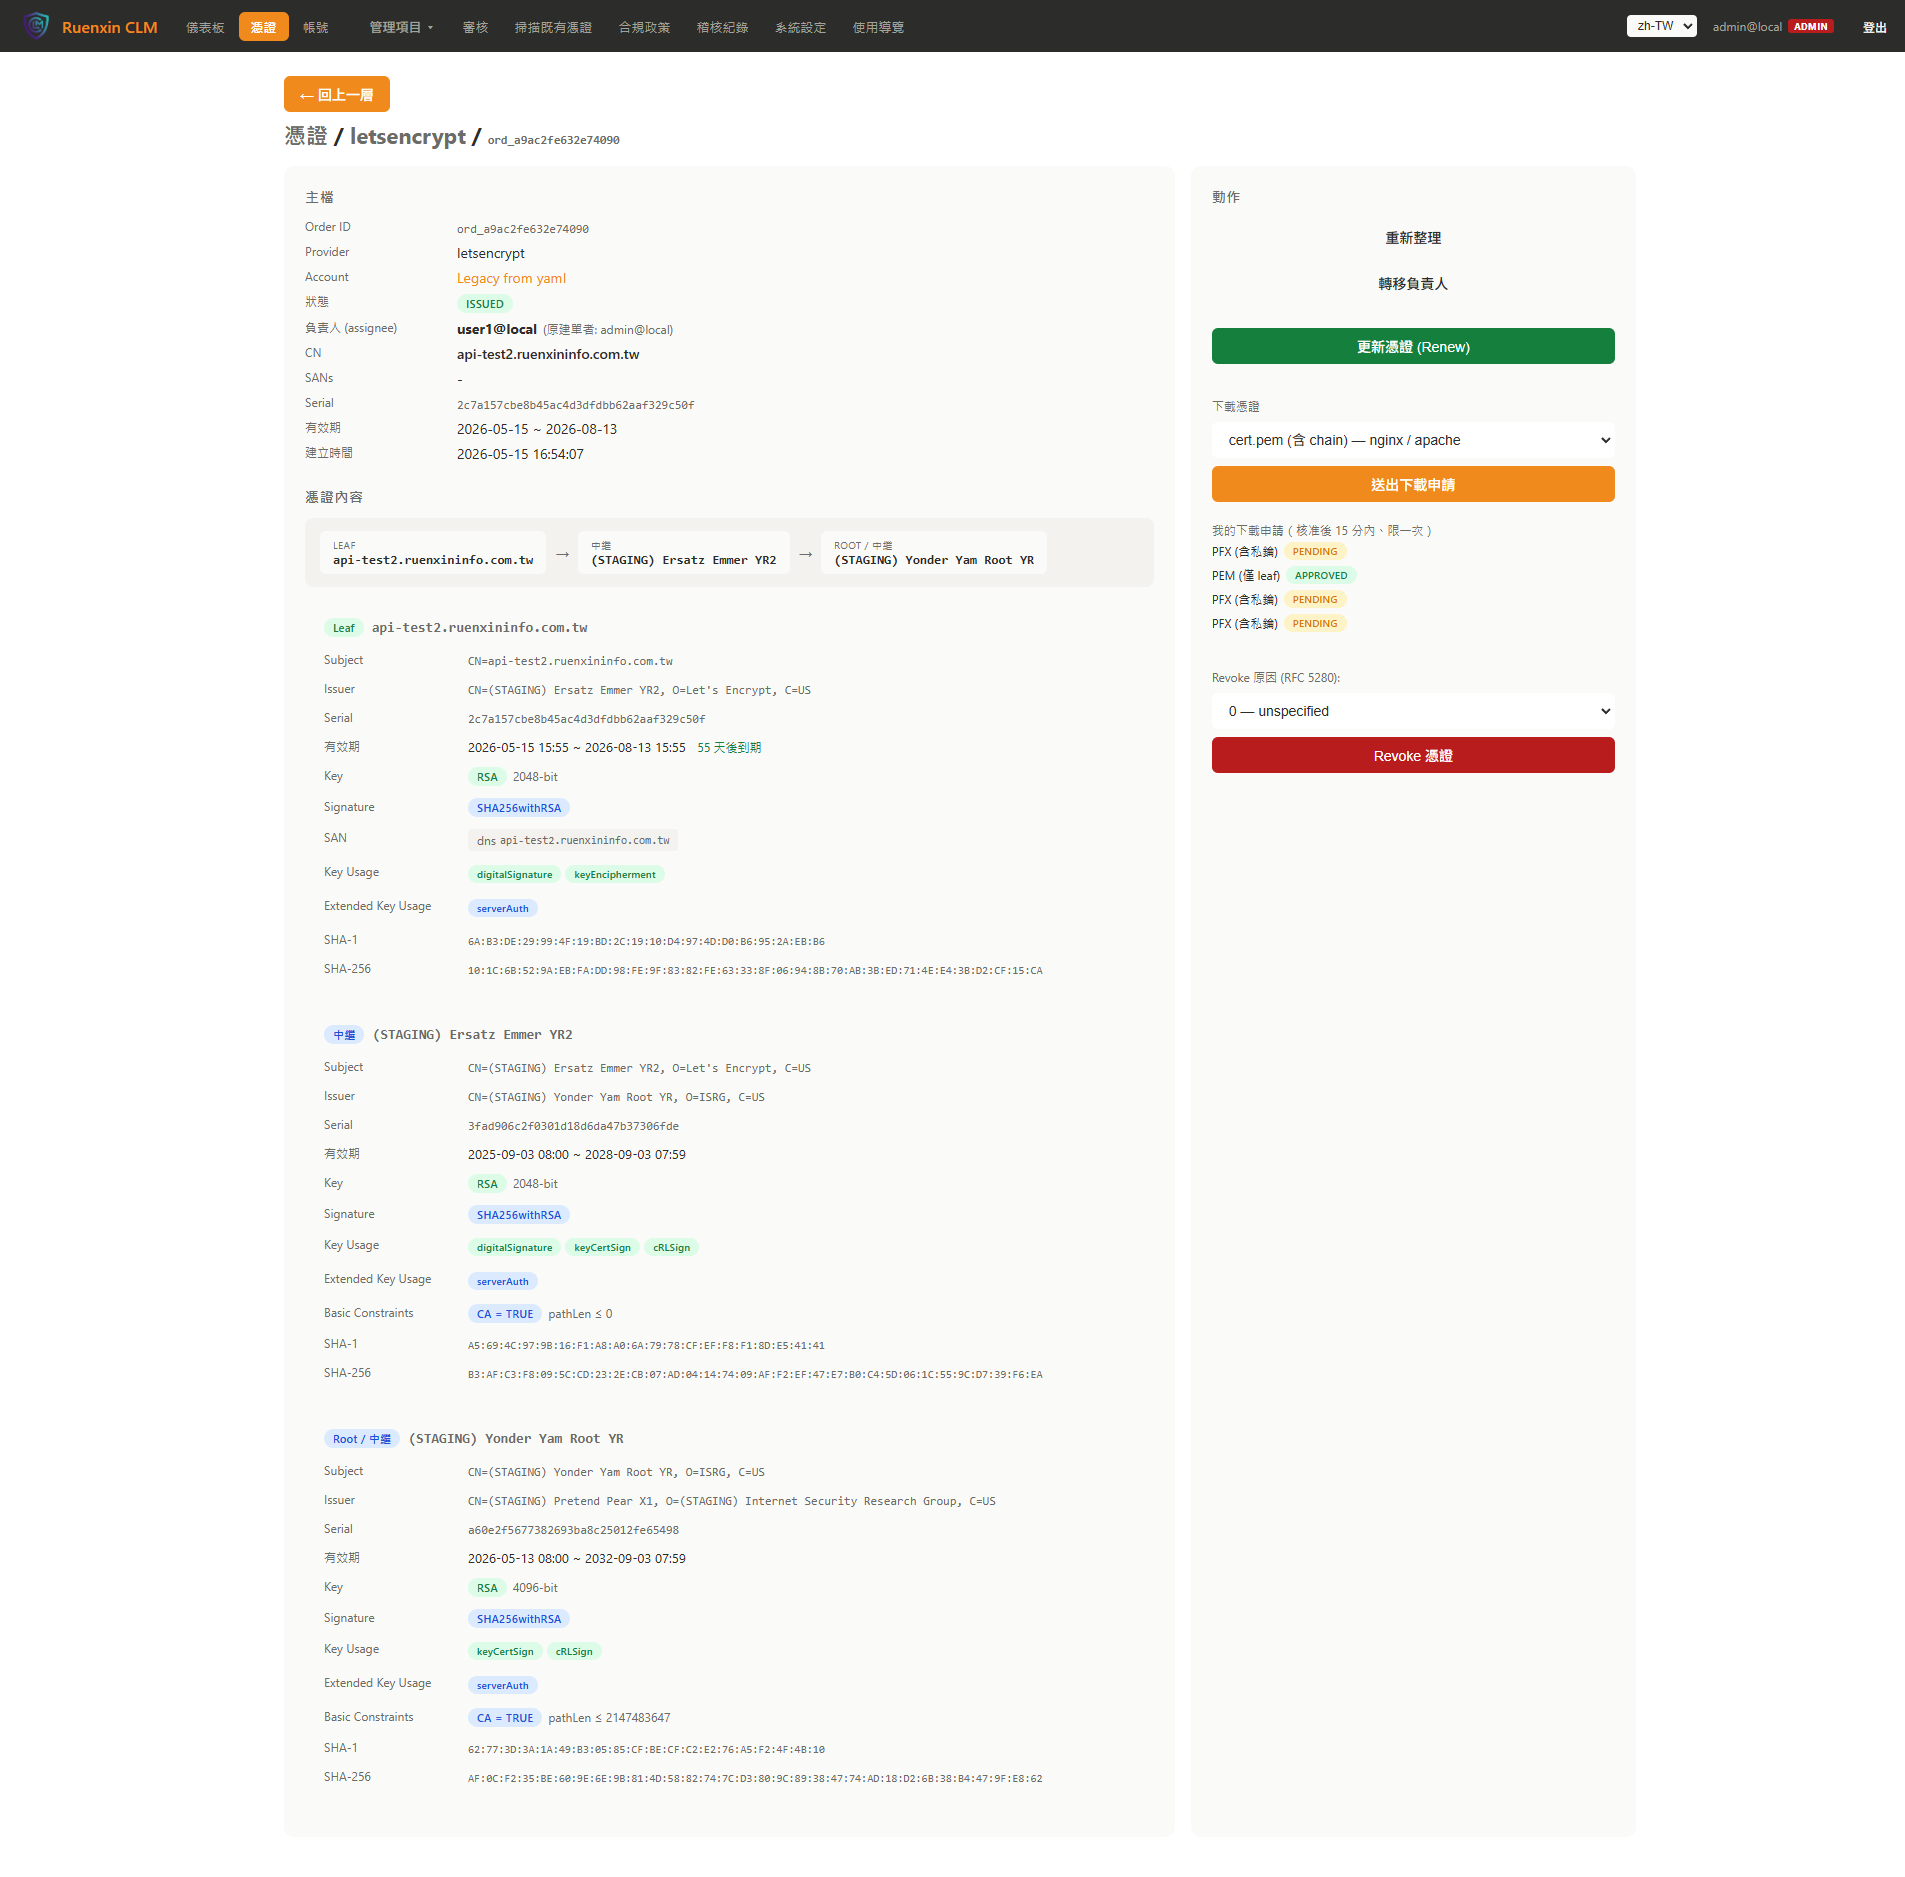 Ruenxin CLM 儀表板 憑證 帳號 管理項目 審核 掃描既有憑證 合規政策 稽核紀錄 系統設定 使用導覽 zh-TW admin@local ADMIN 登出
← 回上一層
憑證 / letsencrypt / ord_a9ac2fe632e74090
主檔
Order ID ord_a9ac2fe632e74090
Provider letsencrypt
Account Legacy from yaml
狀態 ISSUED
負責人 (assignee) user1@local (原建單者: admin@local)
CN api-test2.ruenxininfo.com.tw
SANs -
Serial 2c7a157cbe8b45ac4d3dfdbb62aaf329c50f
有效期 2026-05-15 ~ 2026-08-13
建立時間 2026-05-15 16:54:07
憑證內容
LEAF
api-test2.ruenxininfo.com.tw
→
中繼
(STAGING) Ersatz Emmer YR2
→
ROOT / 中繼
(STAGING) Yonder Yam Root YR
Leaf api-test2.ruenxininfo.com.tw
Subject CN=api-test2.ruenxininfo.com.tw
Issuer CN=(STAGING) Ersatz Emmer YR2, O=Let's Encrypt, C=US
Serial 2c7a157cbe8b45ac4d3dfdbb62aaf329c50f
有效期 2026-05-15 15:55 ~ 2026-08-13 15:55 55 天後到期
Key RSA 2048-bit
Signature SHA256withRSA
SAN dns api-test2.ruenxininfo.com.tw
Key Usage digitalSignature keyEncipherment
Extended Key Usage serverAuth
SHA-1 6A:B3:DE:29:99:4F:19:BD:2C:19:10:D4:97:4D:D0:B6:95:2A:EB:B6
SHA-256 10:1C:6B:52:9A:EB:FA:DD:98:FE:9F:83:82:FE:63:33:8F:06:94:8B:70:AB:3B:ED:71:4E:E4:3B:D2:CF:15:CA
中繼 (STAGING) Ersatz Emmer YR2
Subject CN=(STAGING) Ersatz Emmer YR2, O=Let's Encrypt, C=US
Issuer CN=(STAGING) Yonder Yam Root YR, O=ISRG, C=US
Serial 3fad906c2f0301d18d6da47b37306fde
有效期 2025-09-03 08:00 ~ 2028-09-03 07:59
Key RSA 2048-bit
Signature SHA256withRSA
Key Usage digitalSignature keyCertSign cRLSign
Extended Key Usage serverAuth
Basic Constraints CA = TRUE pathLen ≤ 0
SHA-1 A5:69:4C:97:9B:16:F1:A8:A0:6A:79:78:CF:EF:F8:F1:8D:E5:41:41
SHA-256 B3:AF:C3:F8:09:5C:CD:23:2E:CB:07:AD:04:14:74:09:AF:F2:EF:47:E7:B0:C4:5D:06:1C:55:9C:D7:39:F6:EA
Root / 中繼 (STAGING) Yonder Yam Root YR
Subject CN=(STAGING) Yonder Yam Root YR, O=ISRG, C=US
Issuer CN=(STAGING) Pretend Pear X1, O=(STAGING) Internet Security Research Group, C=US
Serial a60e2f5677382693ba8c25012fe65498
有效期 2026-05-13 08:00 ~ 2032-09-03 07:59
Key RSA 4096-bit
Signature SHA256withRSA
Key Usage keyCertSign cRLSign
Extended Key Usage serverAuth
Basic Constraints CA = TRUE pathLen ≤ 2147483647
SHA-1 62:77:3D:3A:1A:49:B3:05:85:CF:BE:CF:C2:E2:76:A5:F2:4F:4B:10
SHA-256 AF:0C:F2:35:BE:60:9E:6E:9B:81:4D:58:82:74:7C:D3:80:9C:89:38:47:74:AD:18:D2:6B:38:B4:47:9F:E8:62
動作
重新整理
轉移負責人
更新憑證 (Renew)
下載憑證
cert.pem (含 chain) — nginx / apache
送出下載申請
我的下載申請 ( 核准後 15 分內、限一次 )
PFX (含私鑰) PENDING
PEM (僅 leaf) APPROVED
PFX (含私鑰) PENDING
PFX (含私鑰) PENDING
Revoke 原因 (RFC 5280):
0 — unspecified
Revoke 憑證